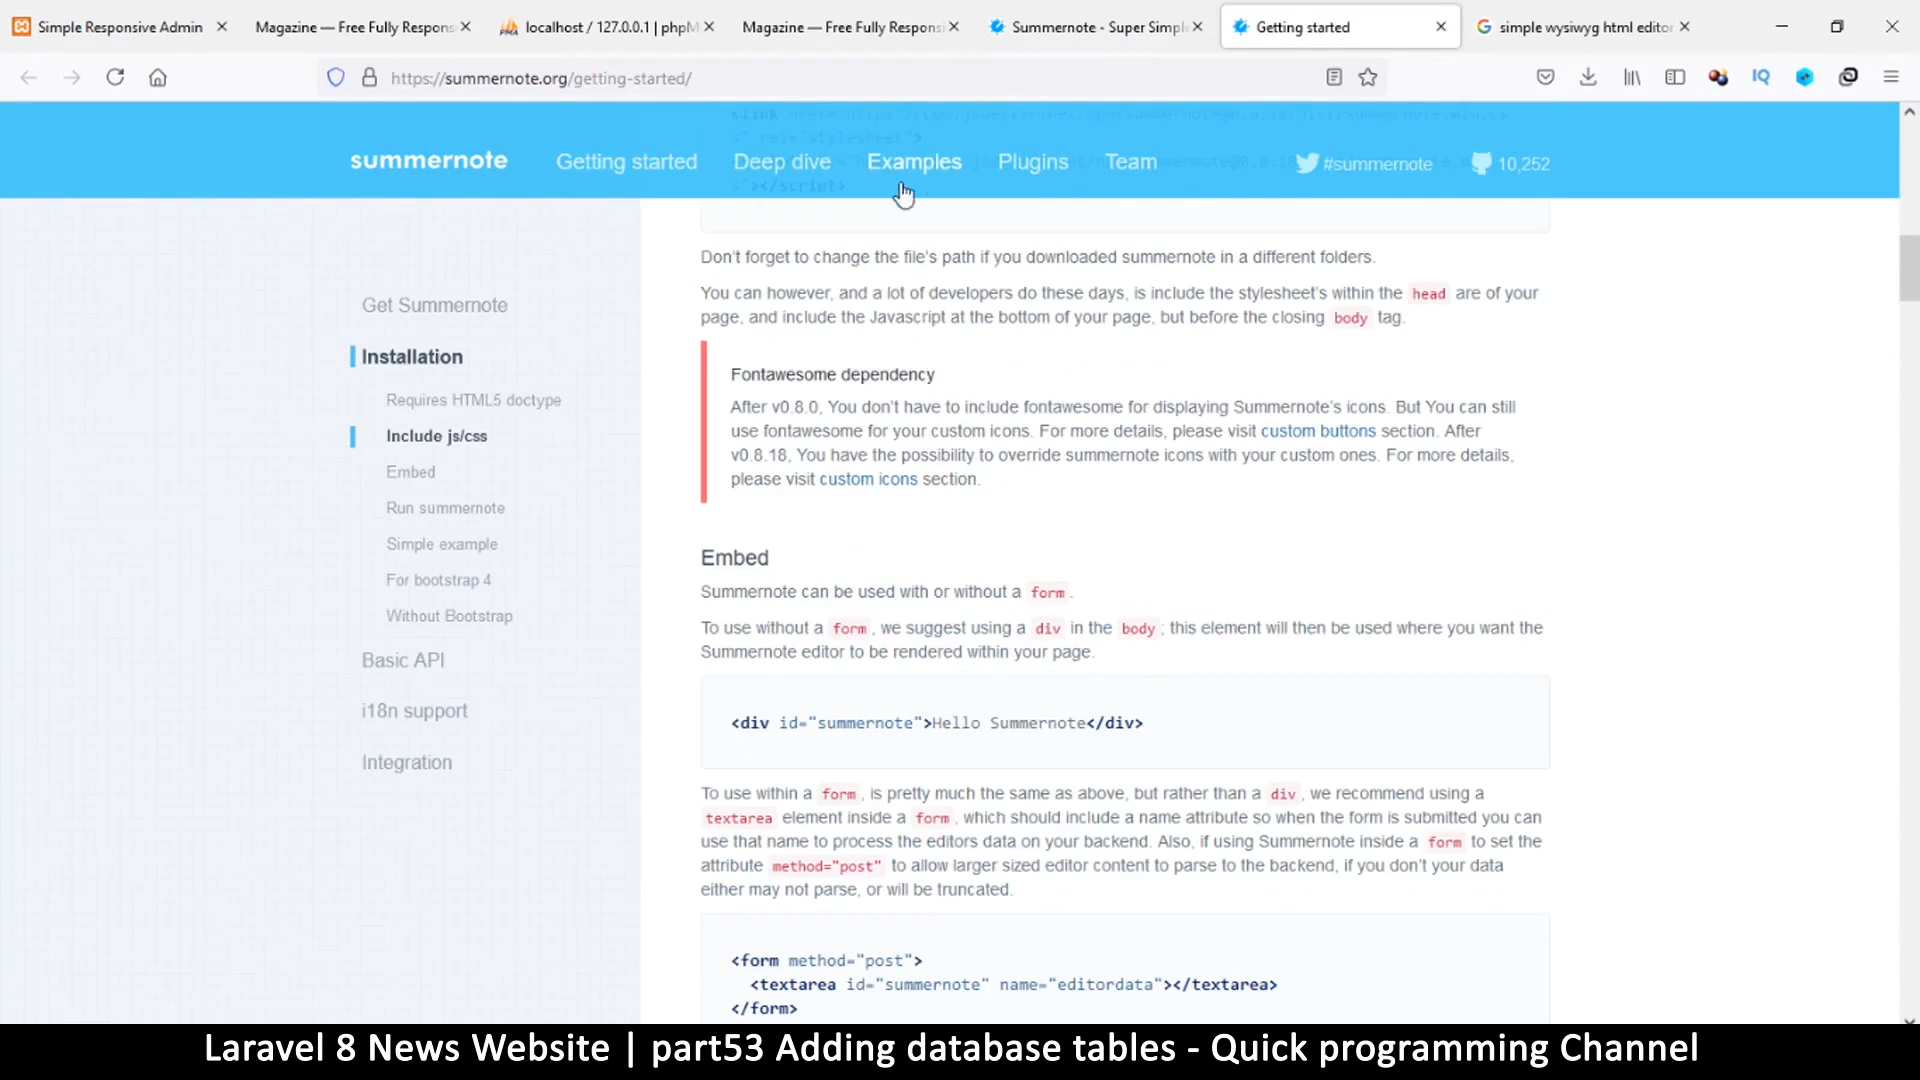 Simple Responsive Admin
Magazine — Free Fully Respons
localhost / 127.0.0.1 | phpM
Magazine — Free Fully Responsi
Summernote - Super Simple
Getting started
simple wysiwyg html editor
https://summernote.org/getting-started/
IQ
summernote
Getting started
Deep dive
Examples
Plugins
Team
#summernote
10,252
" rel="stylesheet">
"></script>
Get Summernote
Installation
Requires HTML5 doctype
Include js/css
Embed
Run summernote
Simple example
For bootstrap 4
Without Bootstrap
Basic API
i18n support
Integration
Don't forget to change the file's path if you downloaded summernote in a different folders.
You can however, and a lot of developers do these days, is include the stylesheet's within the head are of your
page, and include the Javascript at the bottom of your page, but before the closing body tag.
Fontawesome dependency
After v0.8.0, You don't have to include fontawesome for displaying Summernote's icons. But You can still
use fontawesome for your custom icons. For more details, please visit custom buttons section. After
v0.8.18, You have the possibility to override summernote icons with your custom ones. For more details,
please visit custom icons section.
Embed
Summernote can be used with or without a form.
To use without a form, we suggest using a div in the body; this element will then be used where you want the
Summernote editor to be rendered within your page.
<div id="summernote">Hello Summernote</div>
To use within a form, is pretty much the same as above, but rather than a div, we recommend using a
textarea element inside a form, which should include a name attribute so when the form is submitted you can
use that name to process the editors data on your backend. Also, if using Summernote inside a form to set the
attribute method="post" to allow larger sized editor content to parse to the backend, if you don't your data
either may not parse, or will be truncated.
<form method="post">
<textarea id="summernote" name="editordata"></textarea>
</form>
Laravel 8 News Website | part53 Adding database tables - Quick programming Channel